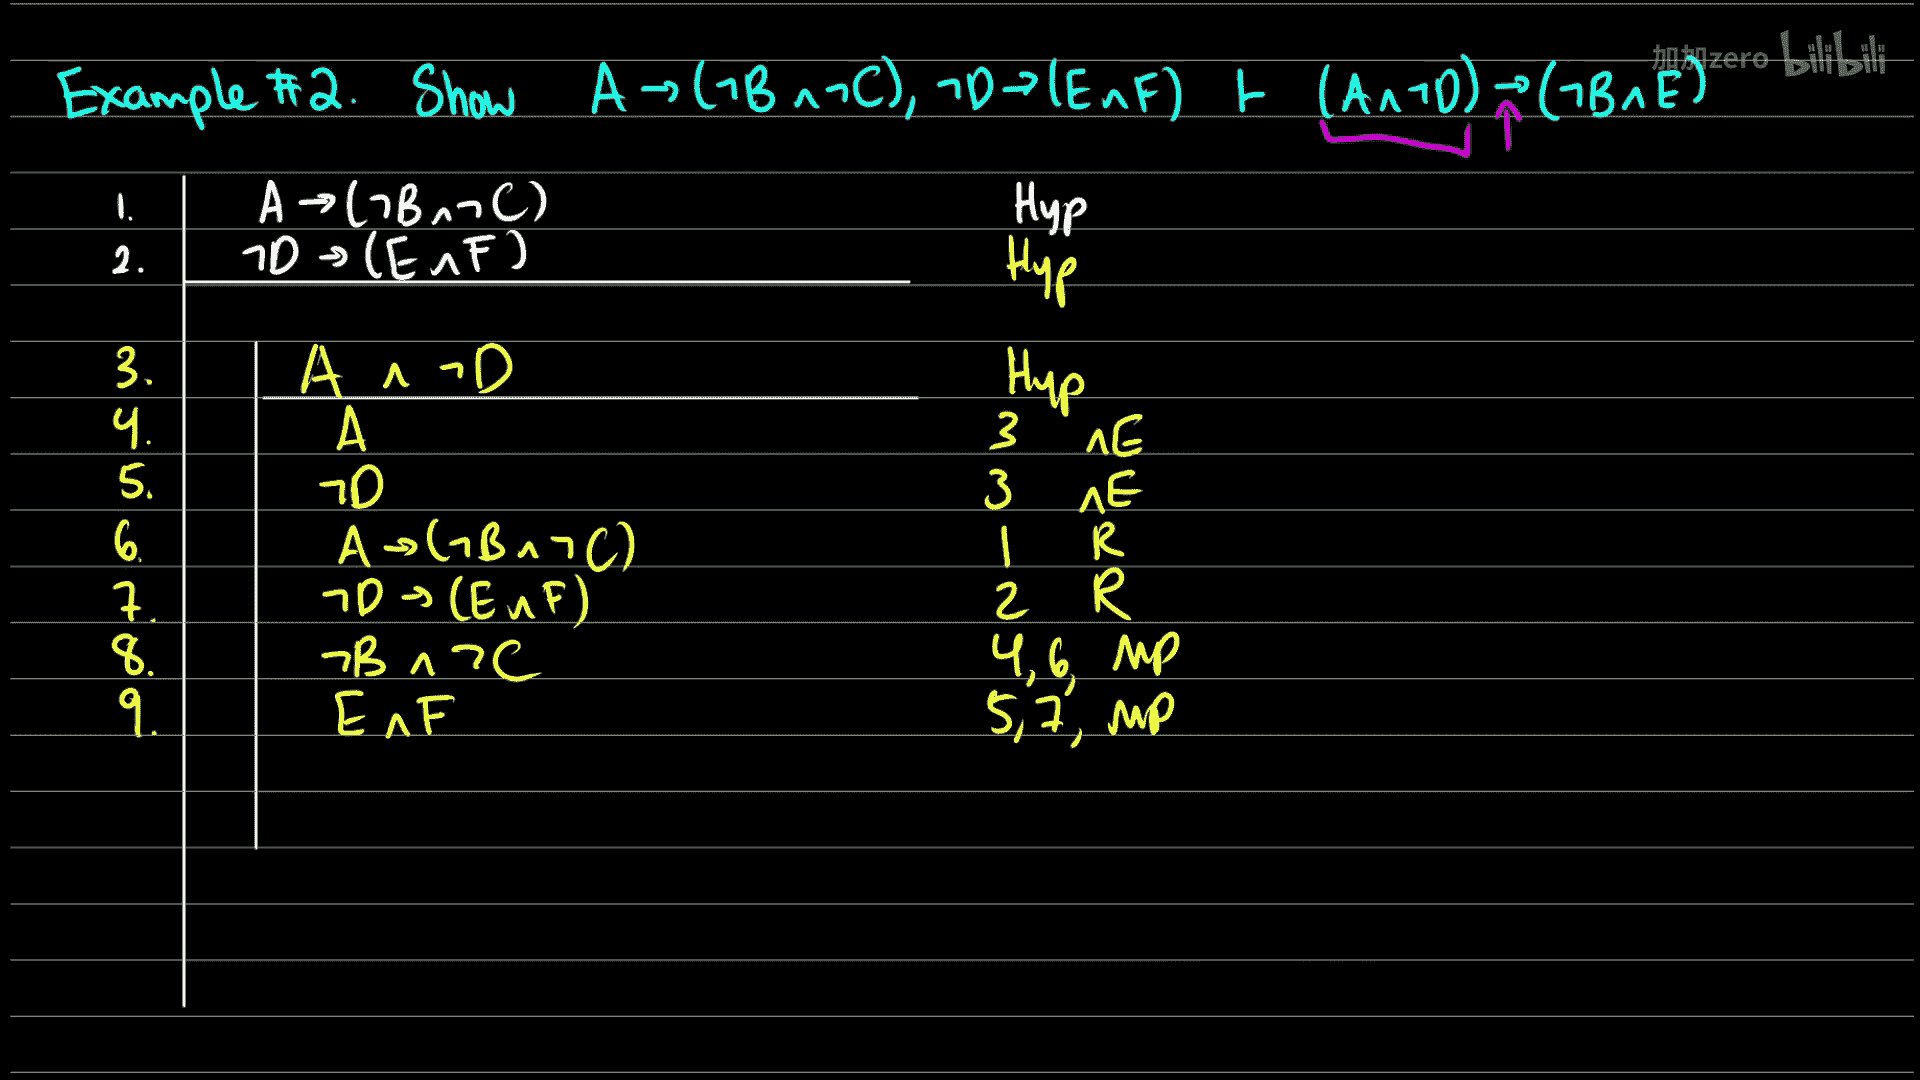 加加zero bilibili
Example #2. Show A → (¬B ∧ ¬C), ¬D → (E ∧ F) ⊢ (A ∧ ¬D) → (¬B ∧ E)
1. A → (¬B ∧ ¬C) Hyp
2. ¬D → (E ∧ F) Hyp
3. A ∧ ¬D Hyp
4. A 3 ∧E
5. ¬D 3 ∧E
6. A → (¬B ∧ ¬C) 1 R
7. ¬D → (E ∧ F) 2 R
8. ¬B ∧ ¬C 4, 6, MP
9. E ∧ F 5, 7, MP